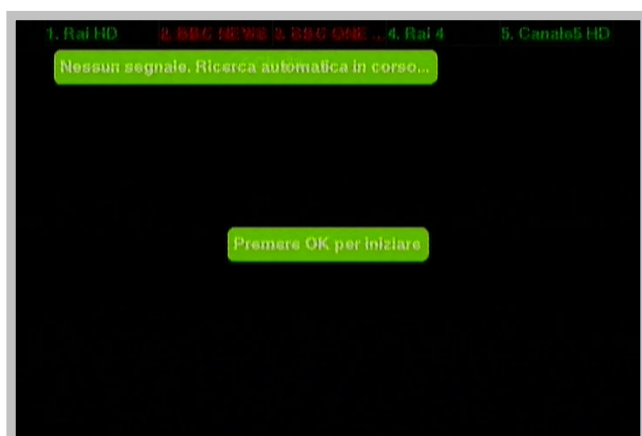 1. Rai HD 2. BBC NEWS 3. BBC ONE ... 4. Rai 4 5. Canale5 HD
Nessun segnale. Ricerca automatica in corso...
Premere OK per iniziare